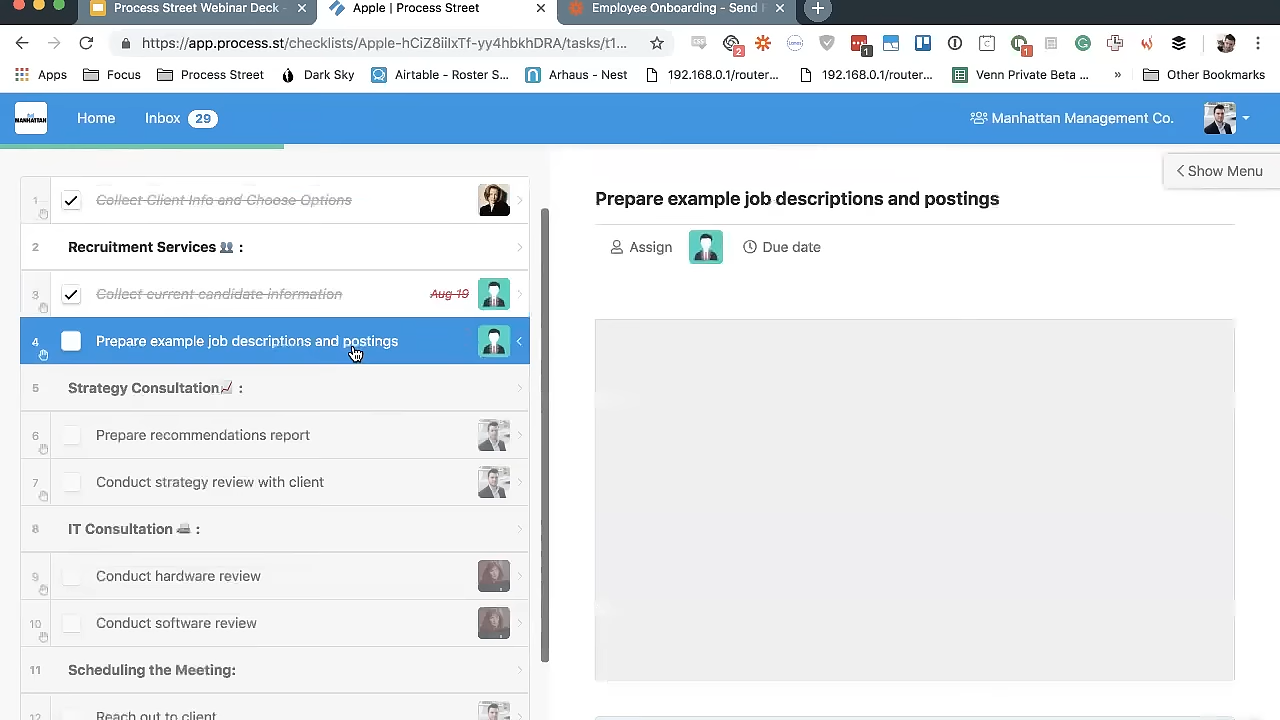 Process Street Webinar Deck -
Apple | Process Street
Employee Onboarding - Send
https://app.process.st/checklists/Apple-hCiZ8iiIxTf-yy4hbkhDRA/tasks/t1...
2
1
1
Apps
Focus
Process Street
Dark Sky
Airtable - Roster S...
Arhaus - Nest
192.168.0.1/router...
192.168.0.1/router...
Venn Private Beta ...
»
Other Bookmarks
MANHATTAN
Home
Inbox 29
Manhattan Management Co.
Show Menu
1 Collect Client Info and Choose Options
2 Recruitment Services :
3 Collect current candidate information Aug 19
4 Prepare example job descriptions and postings
5 Strategy Consultation :
6 Prepare recommendations report
7 Conduct strategy review with client
8 IT Consultation :
9 Conduct hardware review
10 Conduct software review
11 Scheduling the Meeting:
12 Reach out to client
Prepare example job descriptions and postings
Assign
Due date